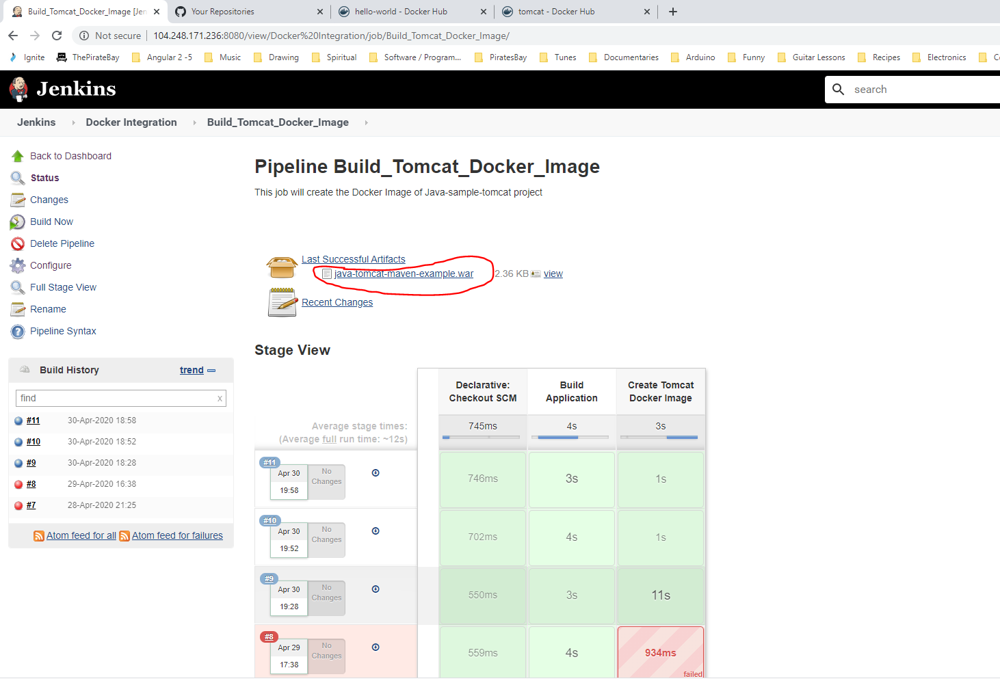 Build_Tomcat_Docker_Image [Jen
Your Repositories
hello-world - Docker Hub
tomcat - Docker Hub
Not secure
104.248.171.236:8080/view/Docker%20Integration/job/Build_Tomcat_Docker_Image/
Ignite ThePirateBay Angular 2 -5 Music Drawing Spiritual Software / Program... PiratesBay Tunes Documentaries Arduino Funny Guitar Lessons Recipes Electronics
Jenkins
search
Jenkins Docker Integration Build_Tomcat_Docker_Image
Back to Dashboard
Status
Changes
Build Now
Delete Pipeline
Configure
Full Stage View
Rename
Pipeline Syntax
Build History trend
find x
#11 30-Apr-2020 18:58
#10 30-Apr-2020 18:52
#9 30-Apr-2020 18:28
#8 29-Apr-2020 16:38
#7 28-Apr-2020 21:25
Atom feed for all Atom feed for failures
Pipeline Build_Tomcat_Docker_Image
This job will create the Docker Image of Java-sample-tomcat project
Last Successful Artifacts
java-tomcat-maven-example.war 2.36 KB view
Recent Changes
Stage View
Declarative: Build Create Tomcat
Checkout SCM Application Docker Image
Average stage times: 745ms 4s 3s
(Average full run time: ~12s)
#11
Apr 30 No
Changes
19:58
746ms 3s 1s
#10
Apr 30 No
Changes
19:52
702ms 4s 1s
#9
Apr 30 No
Changes
19:28
550ms 3s 11s
#8
Apr 29 No
Changes
17:38
559ms 4s 934ms
failed